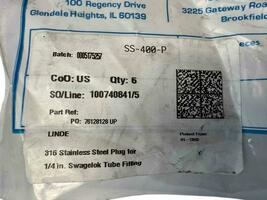 100 Regency Drive
Glendale Heights, IL 60139
3225 Gateway Road
Brookfield
ieces
SS-400-P
Batch:
CoO: US Qty: 6
SO/Line: 100740841/5
Part Ref:
PO: 76128128 UP
LINDE
316 Stainless Steel Plug for
1/4 in. Swagelok Tube Fitting